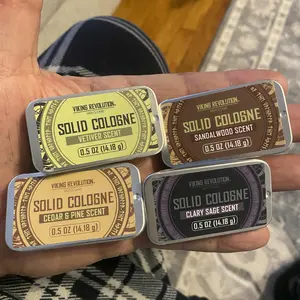 VIKING REVOLUTION.
SOLID COLOGNE
VETIVER SCENT
0.5 OZ (14.18 g)
VIKING REVOLUTION.
SOLID COLOGNE
SANDALWOOD SCENT
0.5 OZ (14.18 g)
VIKING REVOLUTION.
SOLID COLOGNE
CEDAR & PINE SCENT
0.5 OZ (14.18 g)
VIKING REVOLUTION.
SOLID COLOGNE
CLARY SAGE SCENT
0.5 OZ (14.18 g)